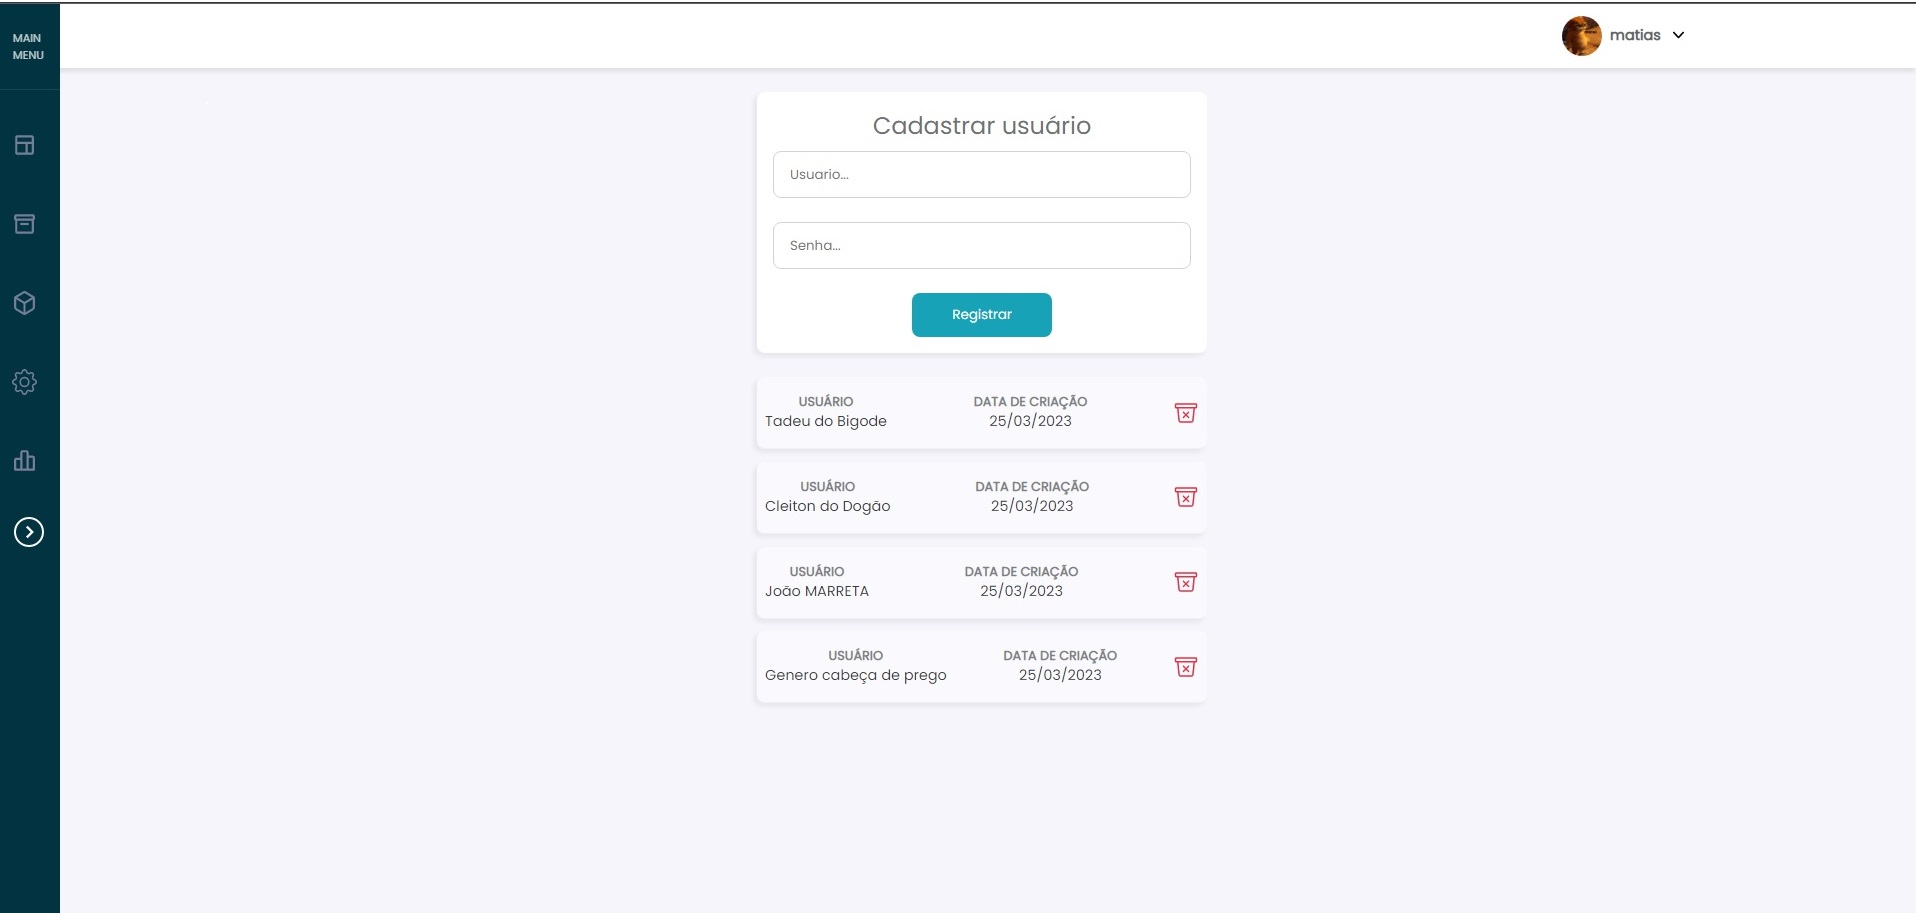 MAIN
MENU
matias
Cadastrar usuário
Usuario...
Senha...
Registrar
USUÁRIO DATA DE CRIAÇÃO
Tadeu do Bigode 25/03/2023
USUÁRIO DATA DE CRIAÇÃO
Cleiton do Dogão 25/03/2023
USUÁRIO DATA DE CRIAÇÃO
João MARRETA 25/03/2023
USUÁRIO DATA DE CRIAÇÃO
Genero cabeça de prego 25/03/2023